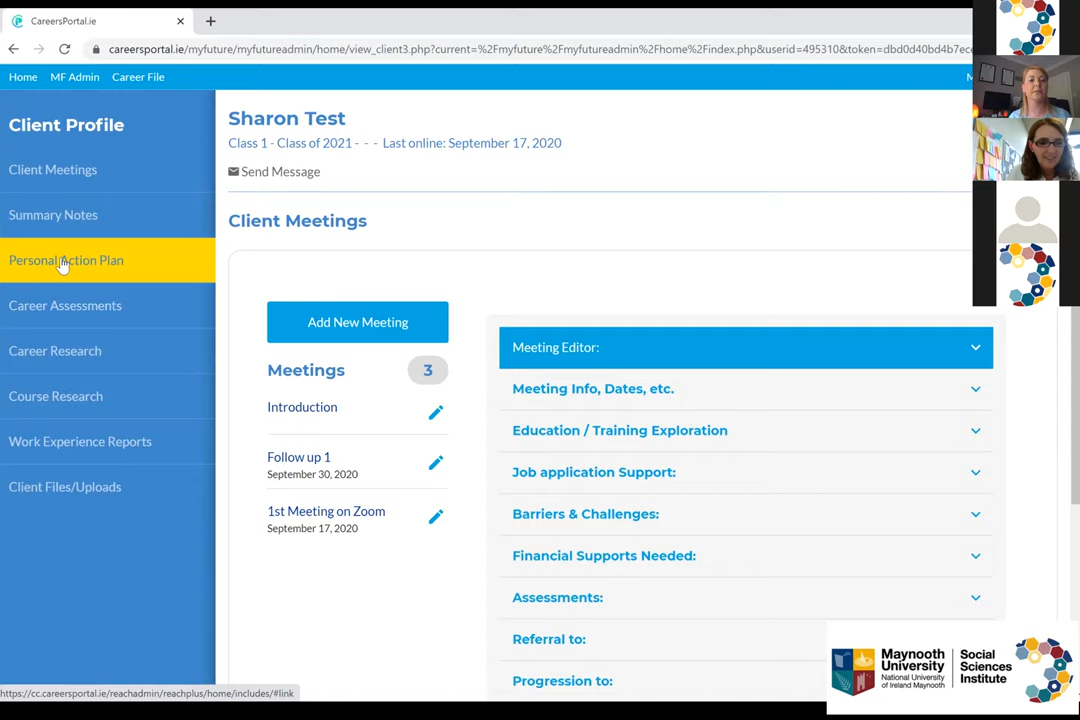 CareersPortal.ie
careersportal.ie/myfuture/myfutureadmin/home/view_client3.php?current=%2Fmyfuture%2Fmyfutureadmin%2Fhome%2Findex.php&userid=495310&token=dbd0d40bd4b7ece
Home MF Admin Career File M
Client Profile
Client Meetings
Summary Notes
Personal Action Plan
Career Assessments
Career Research
Course Research
Work Experience Reports
Client Files/Uploads
Sharon Test
Class 1 - Class of 2021 - - - Last online: September 17, 2020
Send Message
Client Meetings
Add New Meeting
Meetings 3
Introduction
Follow up 1
September 30, 2020
1st Meeting on Zoom
September 17, 2020
Meeting Editor:
Meeting Info, Dates, etc.
Education / Training Exploration
Job application Support:
Barriers & Challenges:
Financial Supports Needed:
Assessments:
Referral to:
Progression to:
https://cc.careersportal.ie/reachadmin/reachplus/home/includes/#link
Maynooth
University
National University
of Ireland Maynooth
Social
Sciences
Institute